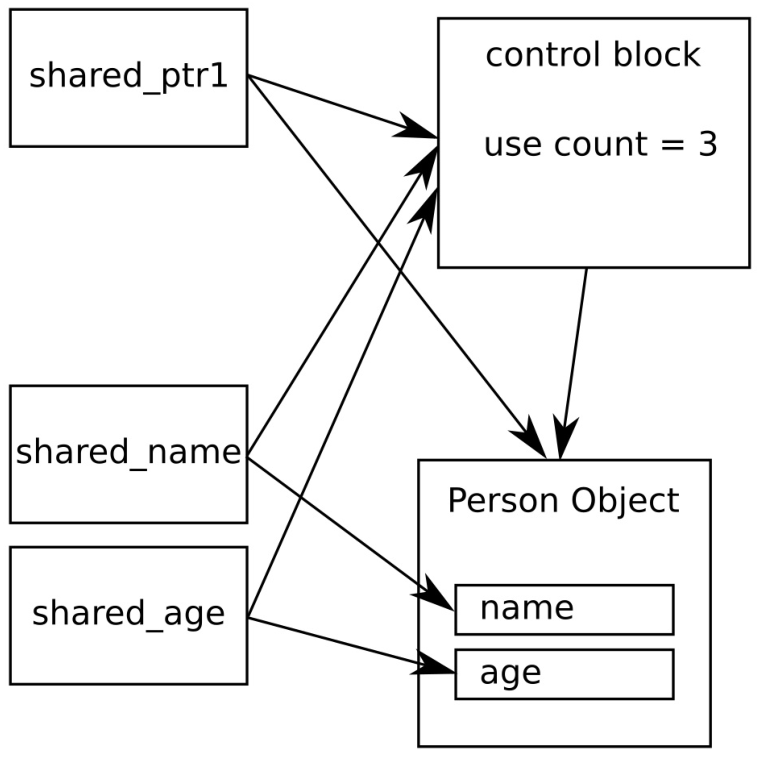 shared_ptr1
control block
use count = 3
shared_name
shared_age
Person Object
name
age